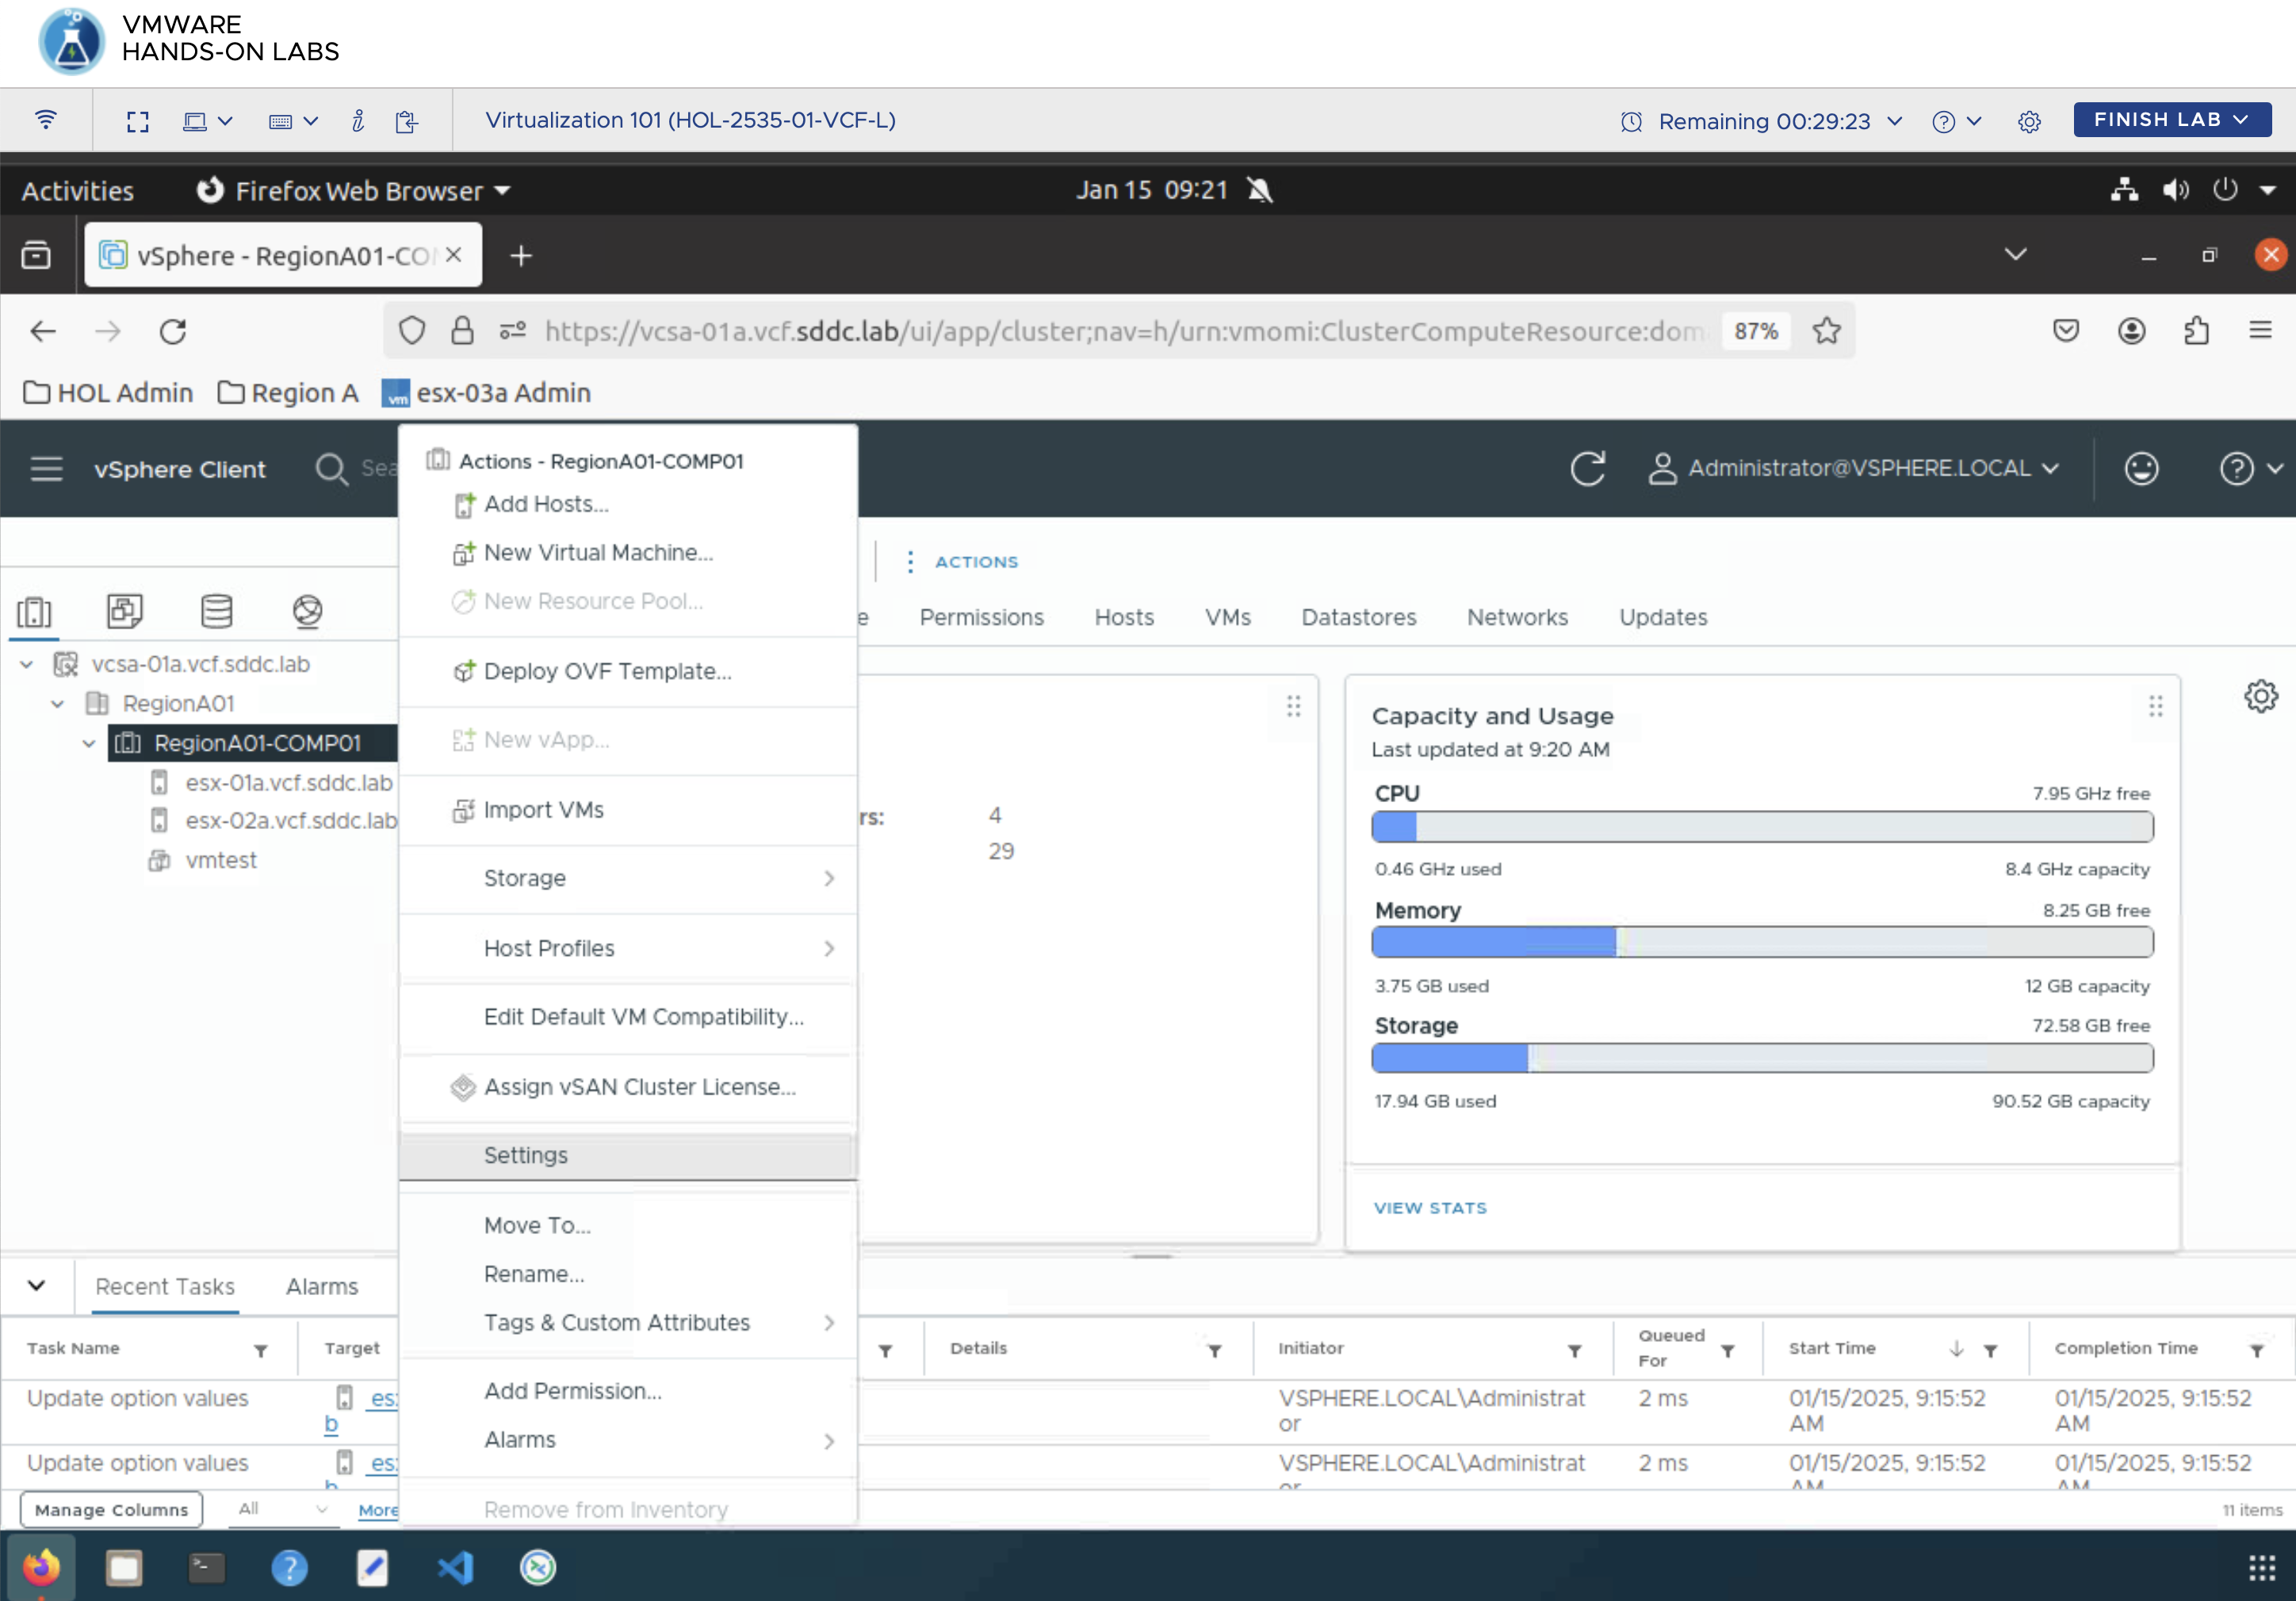 VMWARE
HANDS-ON LABS
Virtualization 101 (HOL-2535-01-VCF-L)
Remaining 00:29:23
FINISH LAB
Activities
Firefox Web Browser
Jan 15 09:21
vSphere - RegionA01-CO
https://vcsa-01a.vcf.sddc.lab/ui/app/cluster;nav=h/urn:vmomi:ClusterComputeResource:dom
87%
HOL Admin
Region A
vm
esx-03a Admin
vSphere Client
Sea
Administrator@VSPHERE.LOCAL
Actions - RegionA01-COMP01
Add Hosts...
New Virtual Machine...
New Resource Pool...
Deploy OVF Template...
New vApp...
Import VMs
Storage
Host Profiles
Edit Default VM Compatibility...
Assign vSAN Cluster License...
Settings
Move To...
Rename...
Tags & Custom Attributes
Add Permission...
Alarms
Remove from Inventory
ACTIONS
e
Permissions
Hosts
VMs
Datastores
Networks
Updates
vcsa-01a.vcf.sddc.lab
RegionA01
RegionA01-COMP01
esx-01a.vcf.sddc.lab
esx-02a.vcf.sddc.lab
vmtest
rs:
4
29
Capacity and Usage
Last updated at 9:20 AM
CPU
7.95 GHz free
0.46 GHz used
8.4 GHz capacity
Memory
8.25 GB free
3.75 GB used
12 GB capacity
Storage
72.58 GB free
17.94 GB used
90.52 GB capacity
VIEW STATS
Recent Tasks
Alarms
Task Name
Target
Details
Initiator
Queued
For
Start Time
Completion Time
Update option values
es
b
VSPHERE.LOCAL\Administrat
or
2 ms
01/15/2025, 9:15:52
AM
01/15/2025, 9:15:52
AM
Update option values
es
b
VSPHERE.LOCAL\Administrat
or
2 ms
01/15/2025, 9:15:52
AM
01/15/2025, 9:15:52
AM
Manage Columns
All
More
11 items